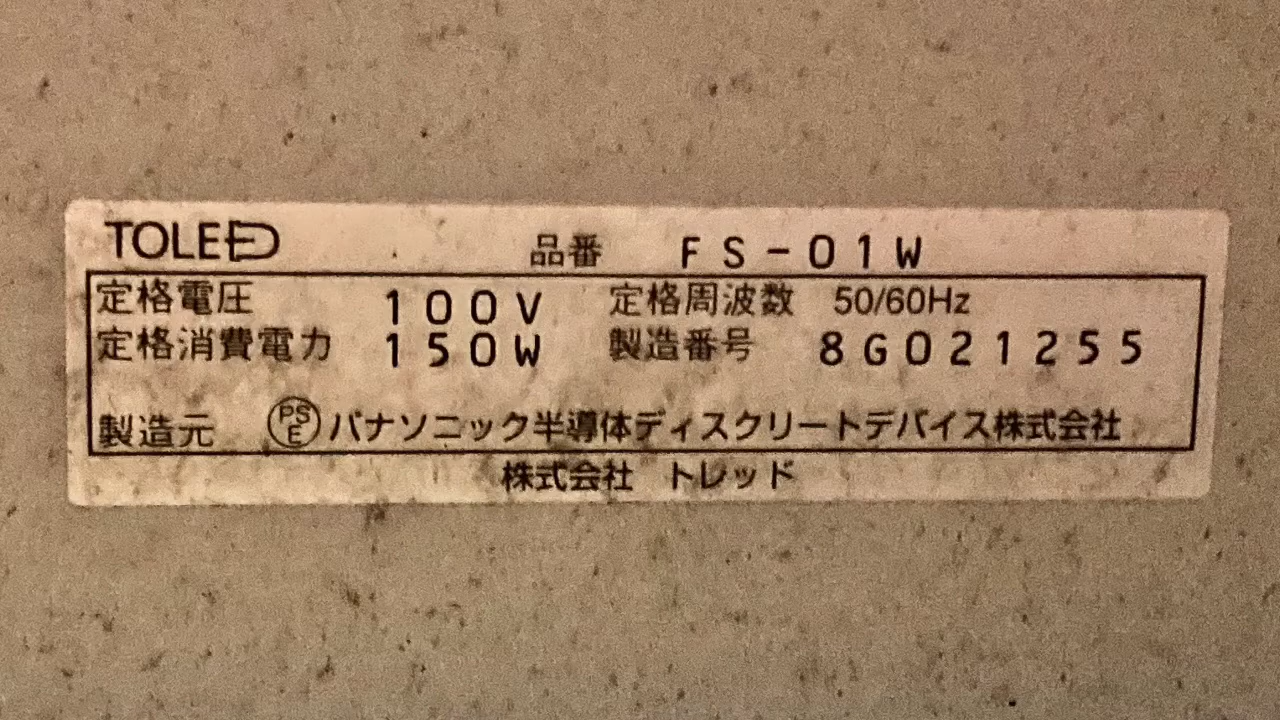 TOLED 品番 FS-01W
定格電圧 100V 定格周波数 50/60Hz
定格消費電力 150W 製造番号 8G021255
製造元 PSE パナソニック半導体ディスクリートデバイス株式会社
株式会社 トレッド